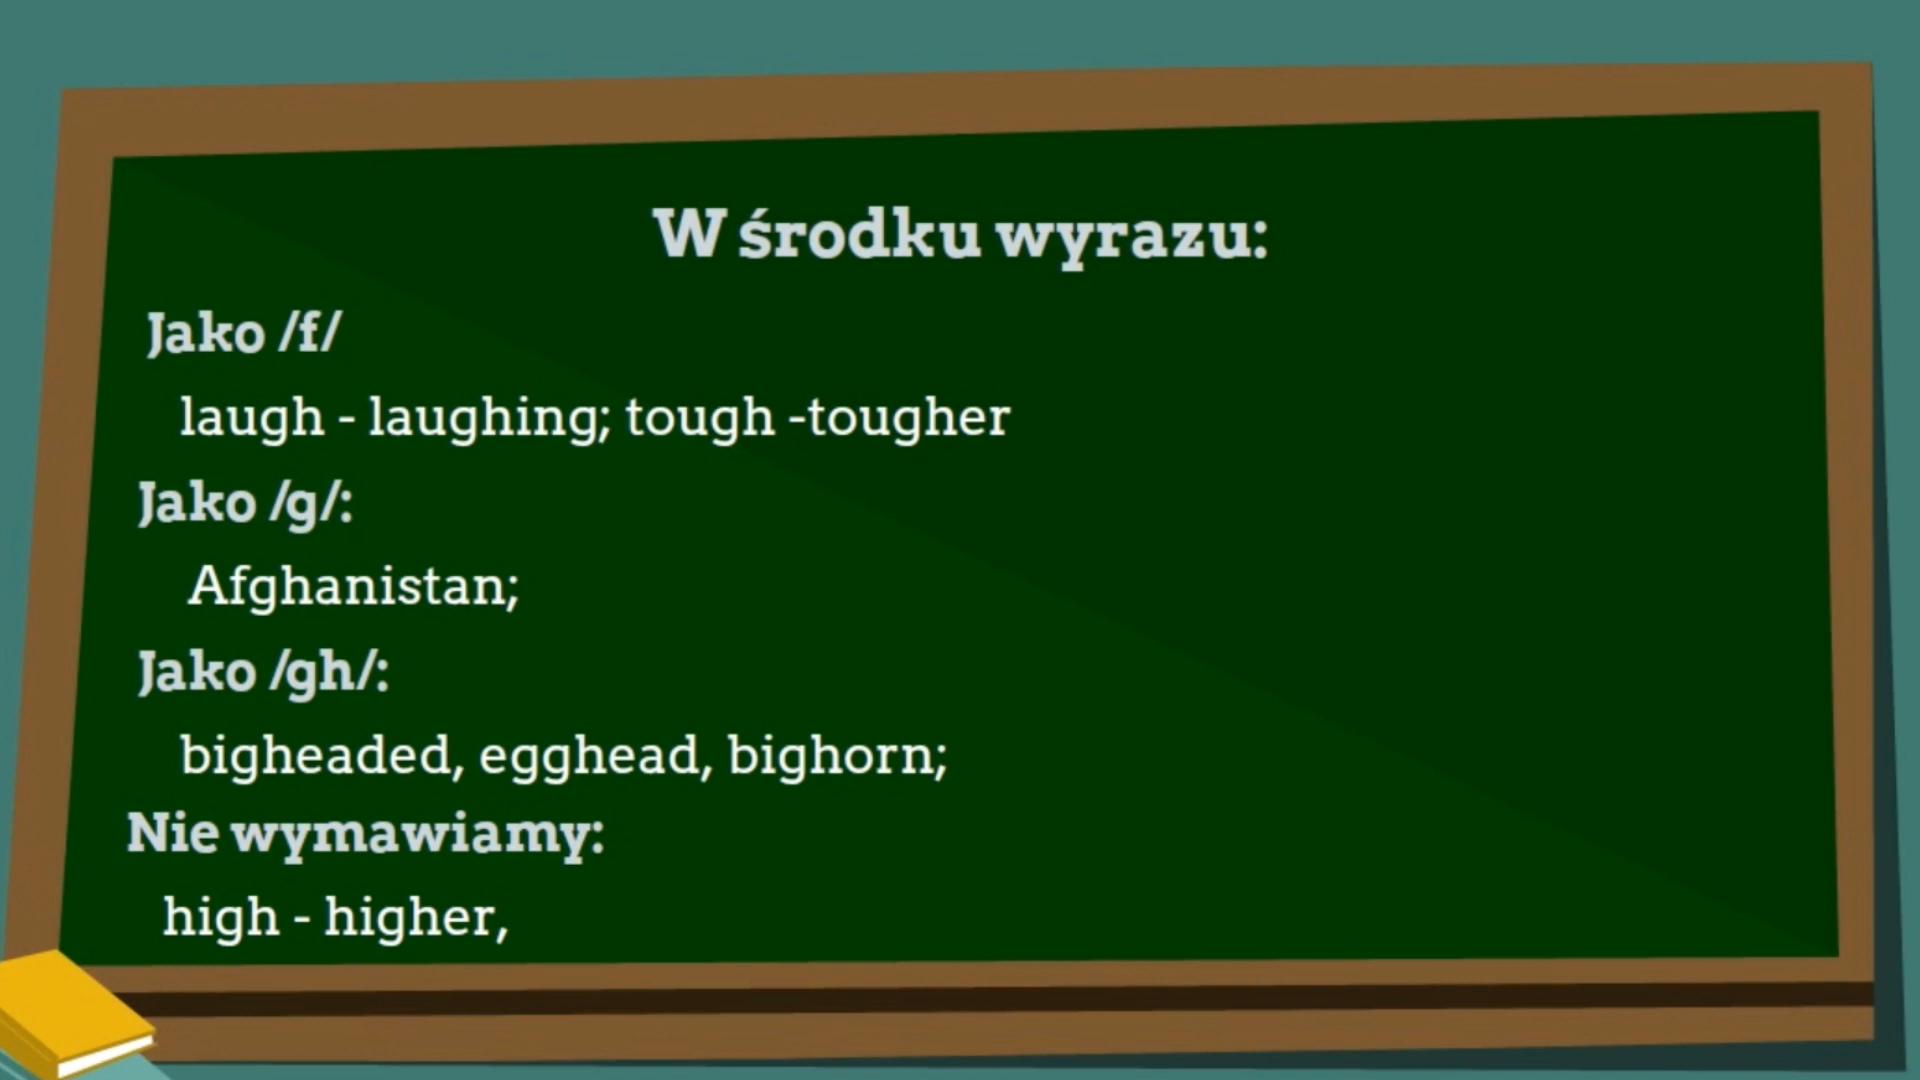 W środku wyrazu:
Jako /f/
laugh - laughing; tough -tougher
Jako /g/:
Afghanistan;
Jako /gh/:
bigheaded, egghead, bighorn;
Nie wymawiamy:
high - higher,